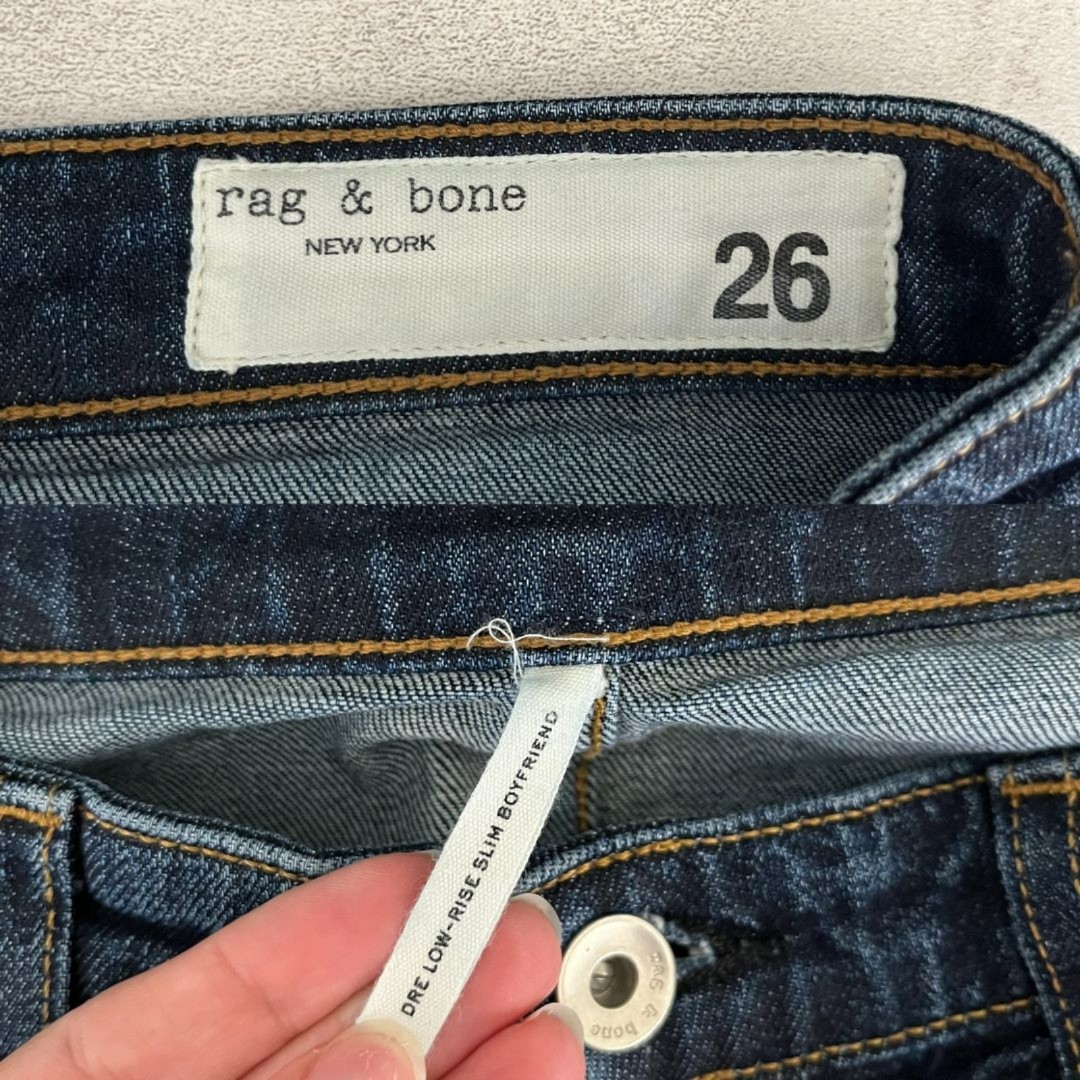 rag & bone
NEW YORK
26
DRE LOW-RISE SLIM BOYFRIEND
rag & bone